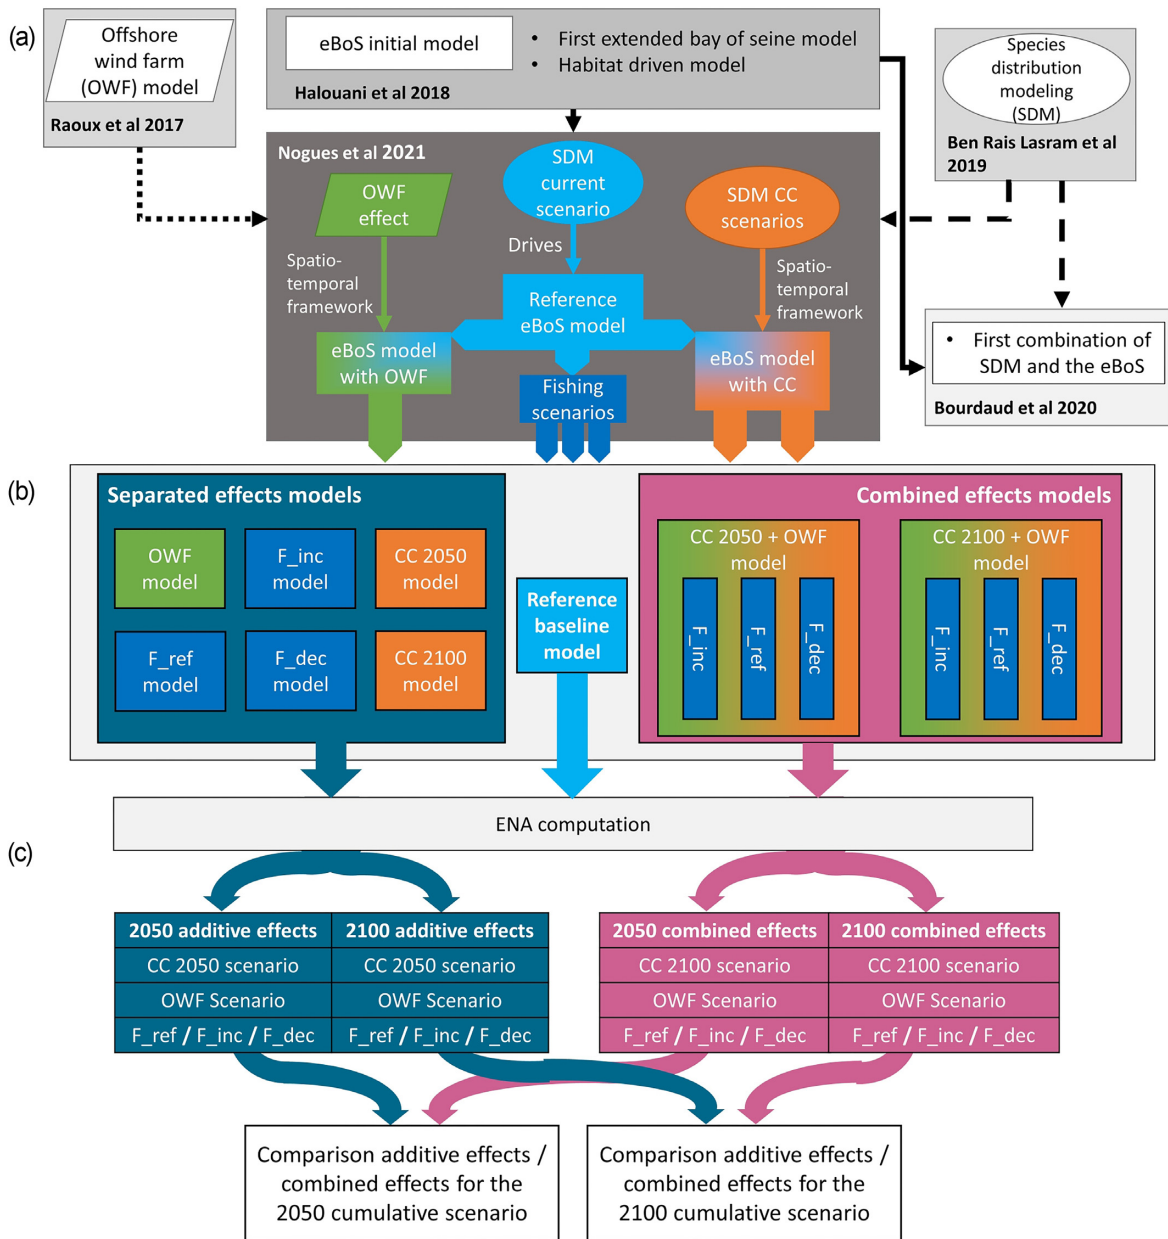 (a)
Offshore
wind farm
(OWF) model
Raoux et al 2017
eBoS initial model
• First extended bay of seine model
• Habitat driven model
Halouani et al 2018
Species
distribution
modeling
(SDM)
Ben Rais Lasram et al
2019
Nogues et al 2021
OWF
effect
SDM
current
scenario
SDM CC
scenarios
Drives
Spatio-
temporal
framework
Spatio-
temporal
framework
Reference
eBoS model
eBoS model
with OWF
eBoS model
with CC
Fishing
scenarios
• First combination of
SDM and the eBoS
Bourdaud et al 2020
(b)
Separated effects models
OWF
model
F_inc
model
CC 2050
model
F_ref
model
F_dec
model
CC 2100
model
Reference
baseline
model
Combined effects models
CC 2050 + OWF
model
F_inc
F_ref
F_dec
CC 2100 + OWF
model
F_inc
F_ref
F_dec
ENA computation
(c)
2050 additive effects
2100 additive effects
CC 2050 scenario
CC 2050 scenario
OWF Scenario
OWF Scenario
F_ref / F_inc / F_dec
F_ref / F_inc / F_dec
2050 combined effects
2100 combined effects
CC 2100 scenario
CC 2100 scenario
OWF Scenario
OWF Scenario
F_ref / F_inc / F_dec
F_ref / F_inc / F_dec
Comparison additive effects /
combined effects for the
2050 cumulative scenario
Comparison additive effects /
combined effects for the
2100 cumulative scenario